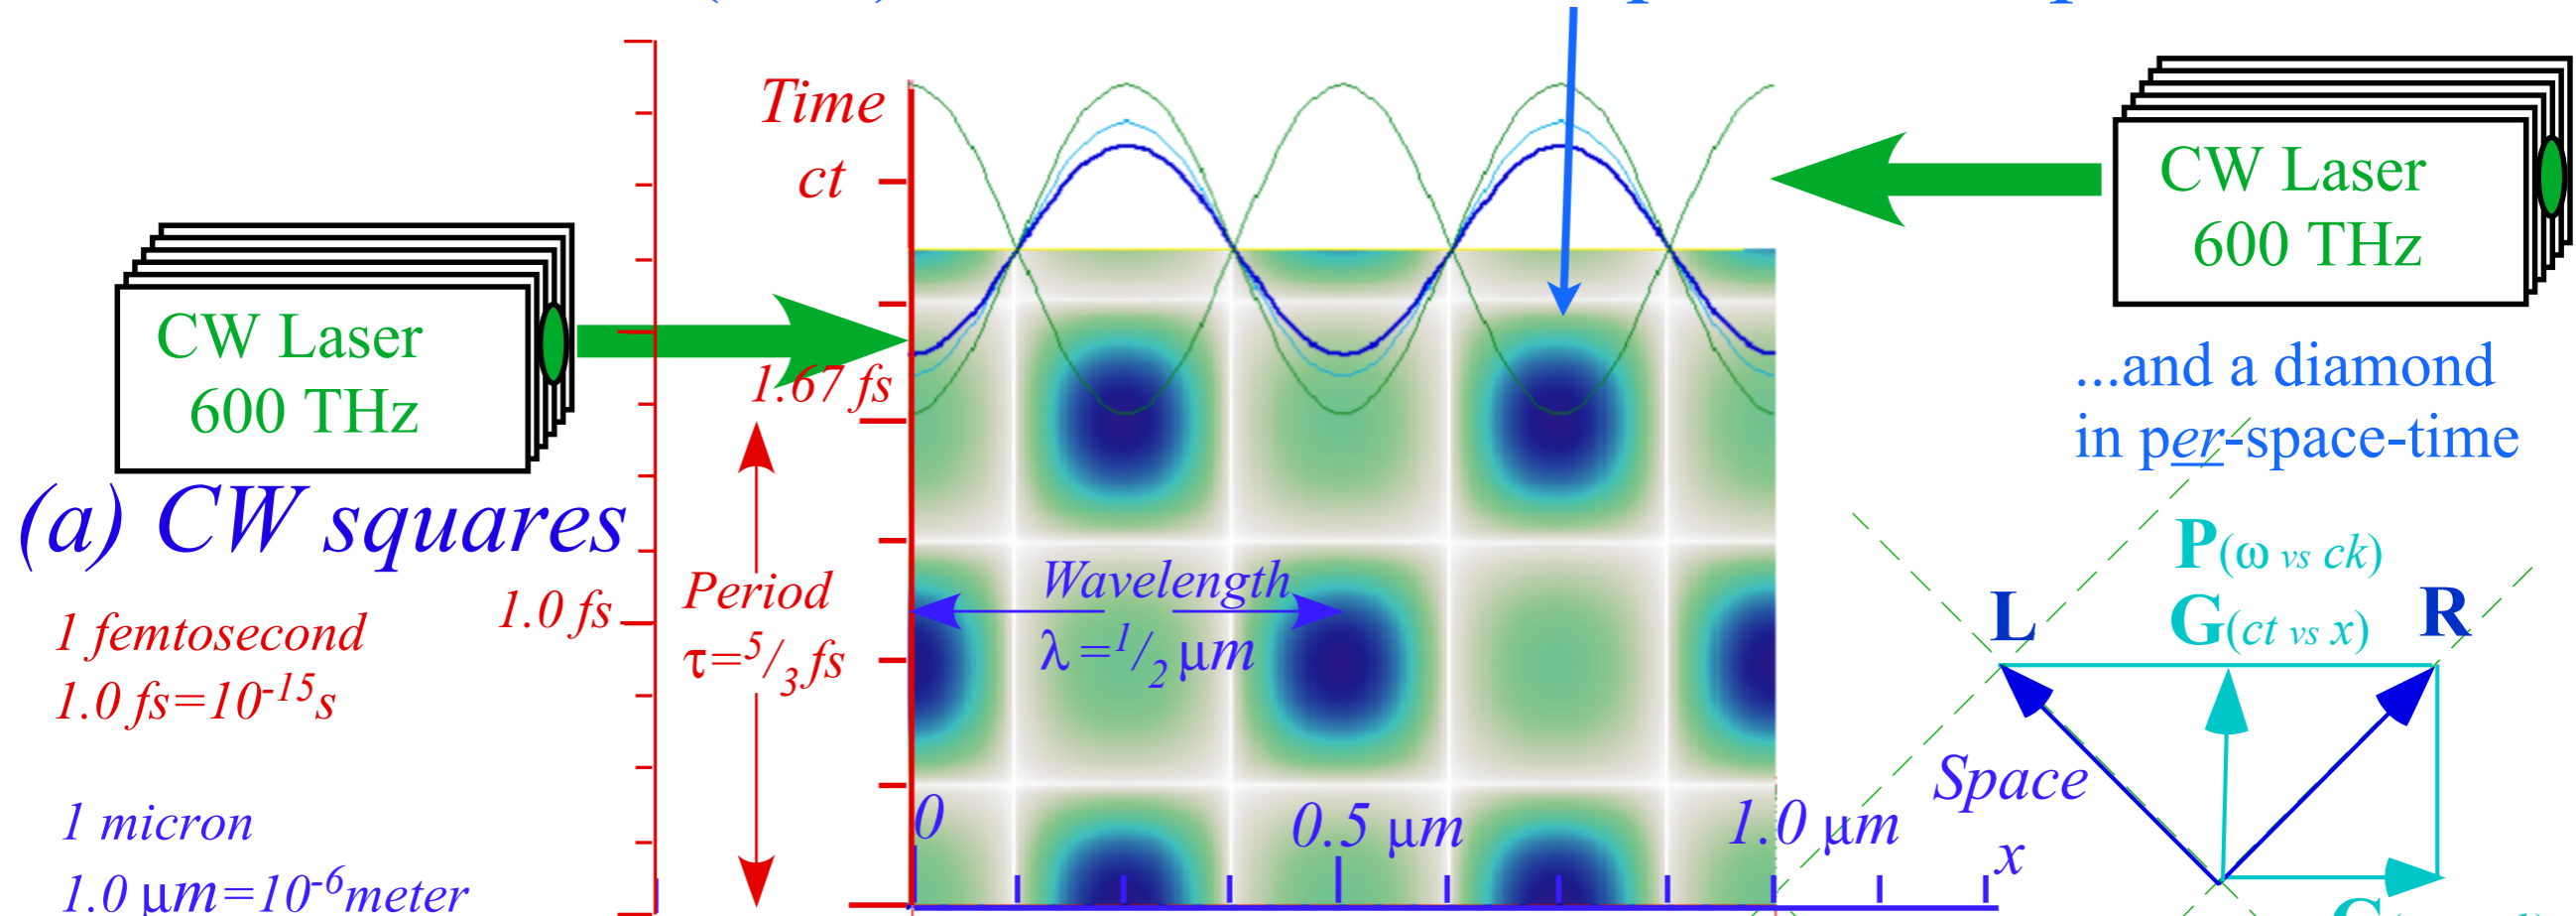 Time
ct
CW Laser
600 THz
CW Laser
600 THz
1.67 fs
...and a diamond
in per-space-time
(a) CW squares
P(ω vs ck)
G(ct vs x)
L
R
1 femtosecond
1.0 fs=10-15s
1.0 fs
Period
τ=5/3 fs
Wavelength
λ=1/2 μm
1 micron
1.0 μm=10-6meter
0
0.5 μm
1.0 μm
Space
x